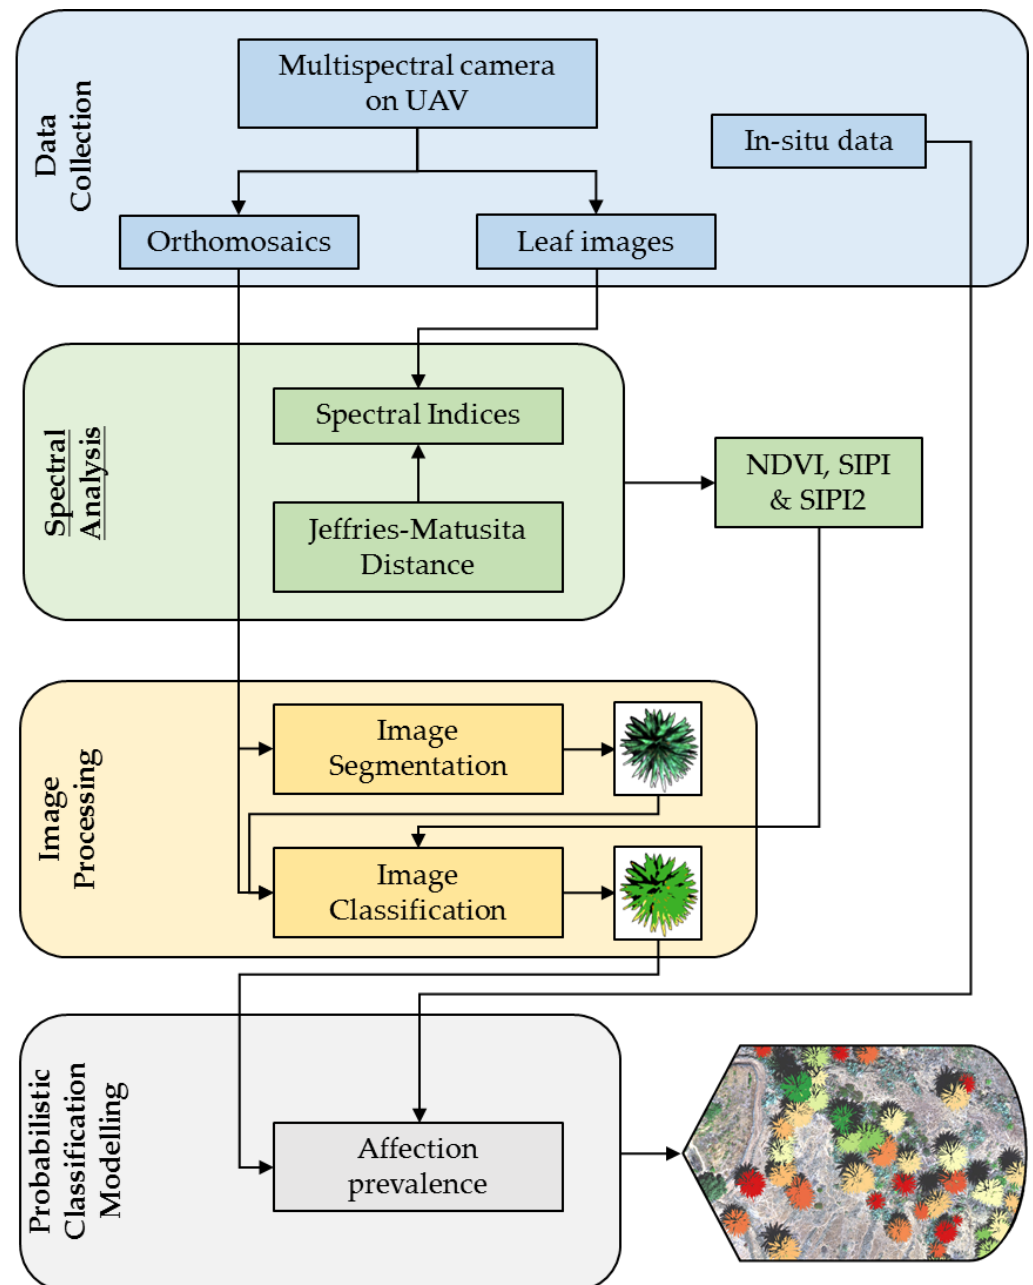 Data
Collection
Multispectral camera
on UAV
In-situ data
Orthomosaics
Leaf images
Spectral
Analysis
Spectral Indices
Jeffries-Matusita
Distance
NDVI, SIPI
& SIPI2
Image
Processing
Image
Segmentation
Image
Classification
Probabilistic
Classification
Modelling
Affection
prevalence